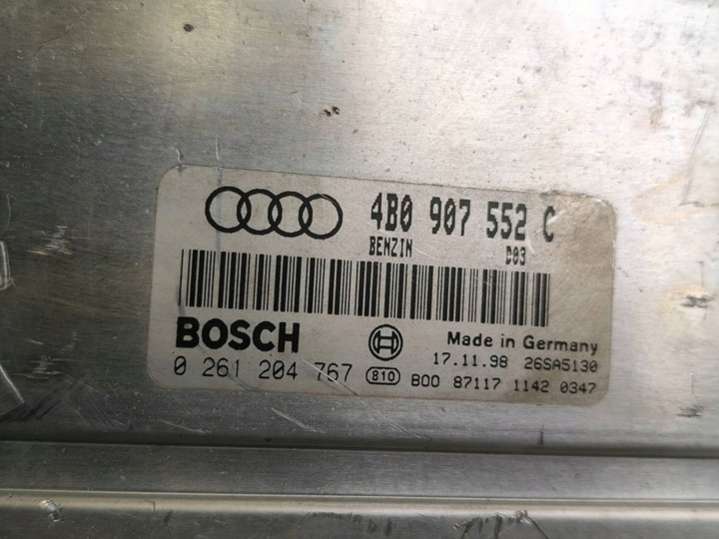 4B0 907 552 C
BENZIN D03
BOSCH
Made in Germany
17.11.98 26SA5130
0 261 204 767 810 B00 87117 1142 0347